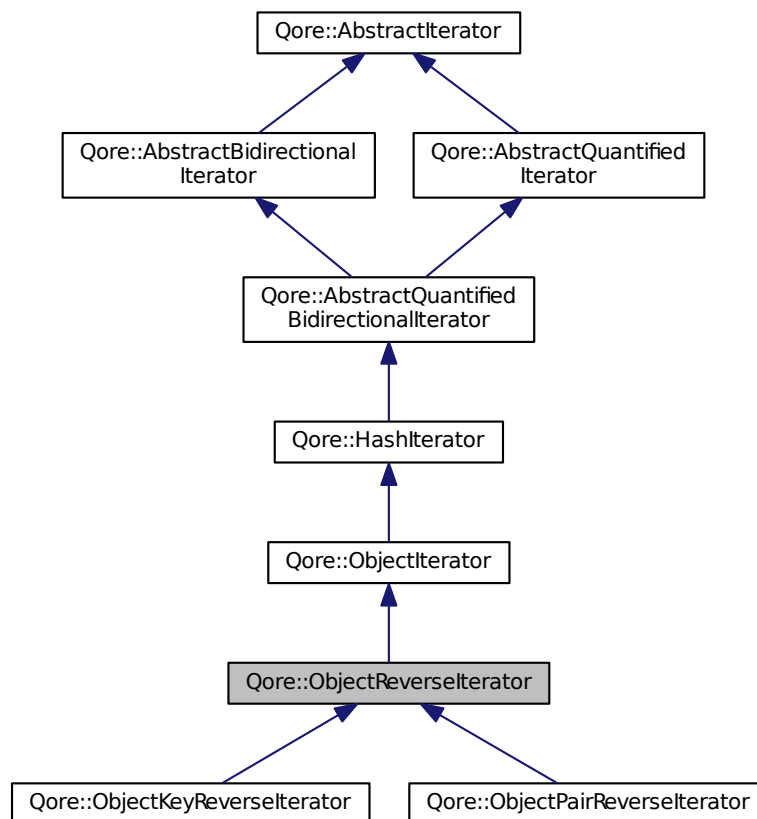 Qore::AbstractIterator
Qore::AbstractBidirectional
Iterator
Qore::AbstractQuantified
Iterator
Qore::AbstractQuantified
BidirectionalIterator
Qore::HashIterator
Qore::ObjectIterator
Qore::ObjectReverseIterator
Qore::ObjectKeyReverseIterator
Qore::ObjectPairReverseIterator